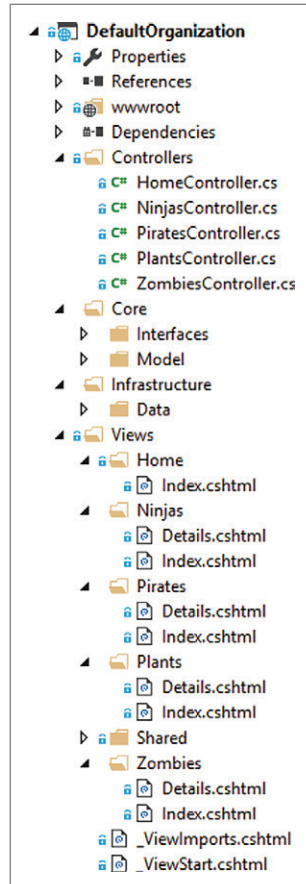 DefaultOrganization
Properties
References
wwwroot
Dependencies
Controllers
C# HomeController.cs
C# NinjasController.cs
C# PiratesController.cs
C# PlantsController.cs
C# ZombiesController.cs
Core
Interfaces
Model
Infrastructure
Data
Views
Home
Index.cshtml
Ninjas
Details.cshtml
Index.cshtml
Pirates
Details.cshtml
Index.cshtml
Plants
Details.cshtml
Index.cshtml
Shared
Zombies
Details.cshtml
Index.cshtml
_ViewImports.cshtml
_ViewStart.cshtml